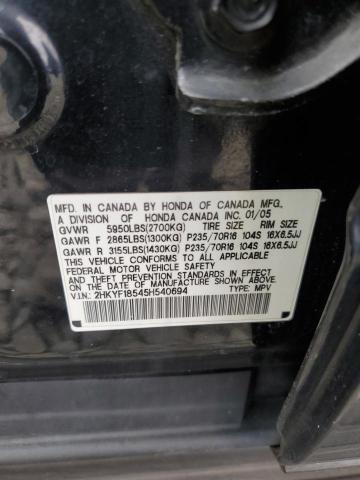 MFD. IN CANADA BY HONDA OF CANADA MFG.,
A DIVISION OF HONDA CANADA INC. 01/05
GVWR 5950LBS(2700KG) TIRE SIZE RIM SIZE
GAWR F 2865LBS(1300KG) P235/70R16 104S 16X6.5JJ
GAWR R 3155LBS(1430KG) P235/70R16 104S 16X6.5JJ
THIS VEHICLE CONFORMS TO ALL APPLICABLE
FEDERAL MOTOR VEHICLE SAFETY
STANDARDS IN EFFECT ON THE DATE OF
MANUFACTURE SHOWN ABOVE.
V.I.N.: 2HKYF18545H540694 TYPE: MPV